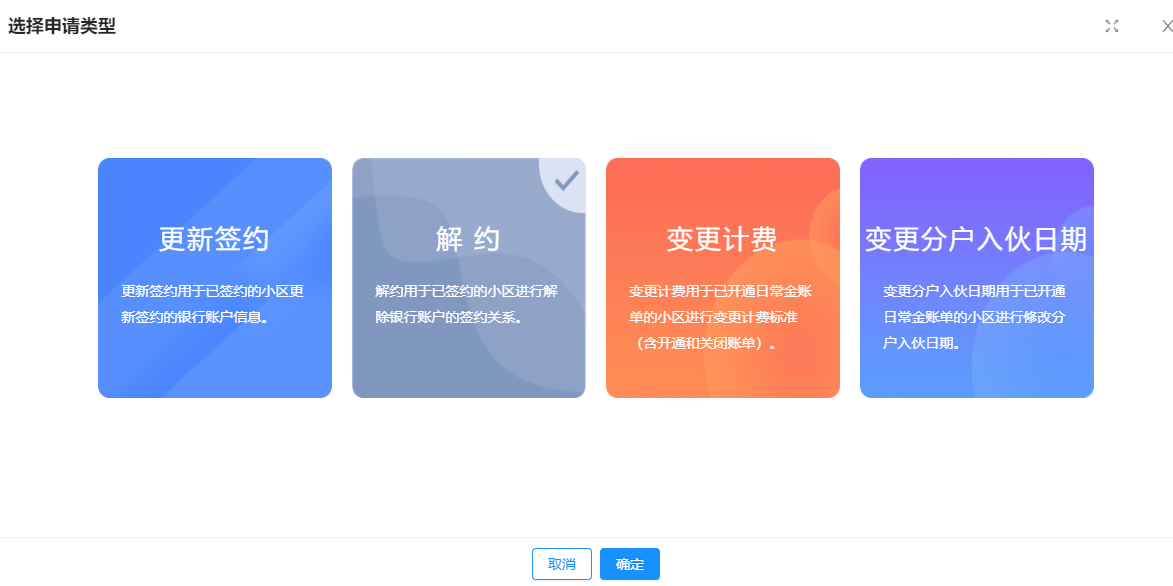 选择申请类型
更新签约
更新签约用于已签约的小区更
新签约的银行账户信息。
解 约
解约用于已签约的小区进行解
除银行账户的签约关系。
变更计费
变更计费用于已开通日常金账
单的小区进行变更计费标准
（含开通和关闭账单）。
变更分户入伙日期
变更分户入伙日期用于已开通
日常金账单的小区进行修改分
户入伙日期。
取消
确定